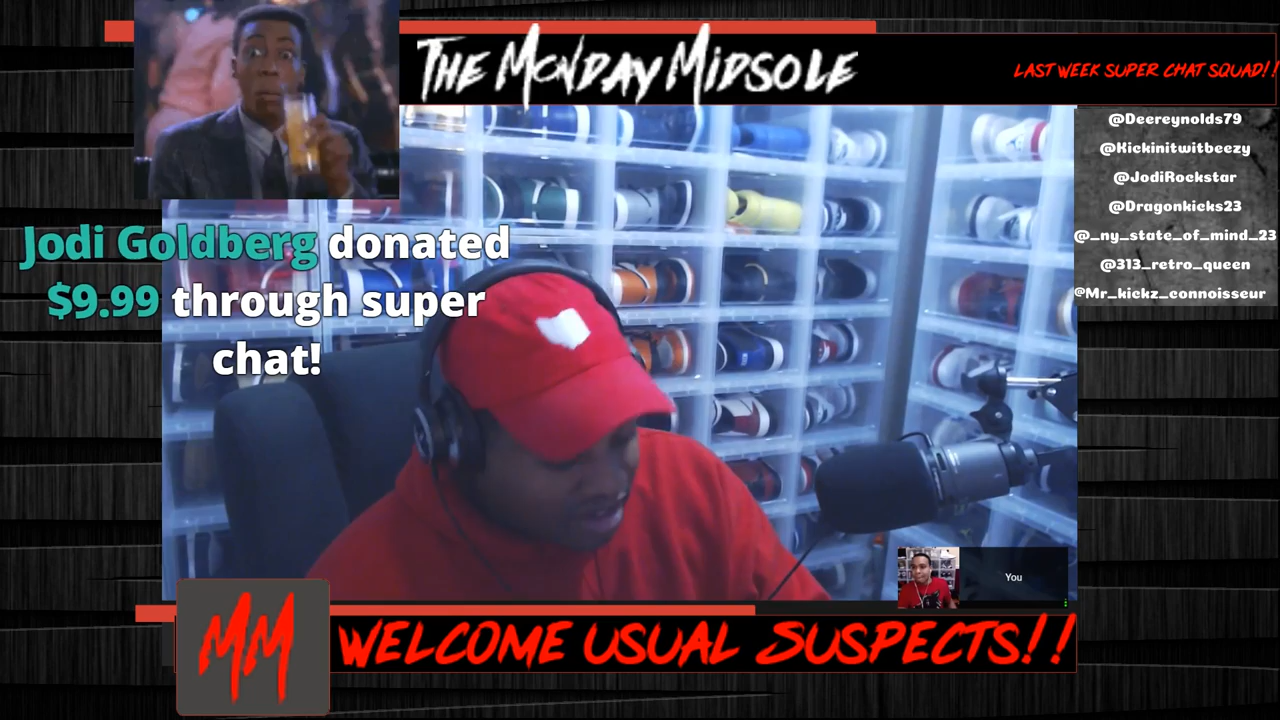 THE MONDAY MIDSOLE
LAST WEEK SUPER CHAT SQUAD!!
@Deereynolds79
@Kickinitwitbeezy
@JodiRockstar
@Dragonkicks23
@_ny_state_of_mind_23
@313_retro_queen
@Mr_kickz_connoisseur
Jodi Goldberg donated
$9.99 through super
chat!
You
MM
WELCOME USUAL SUSPECTS!!